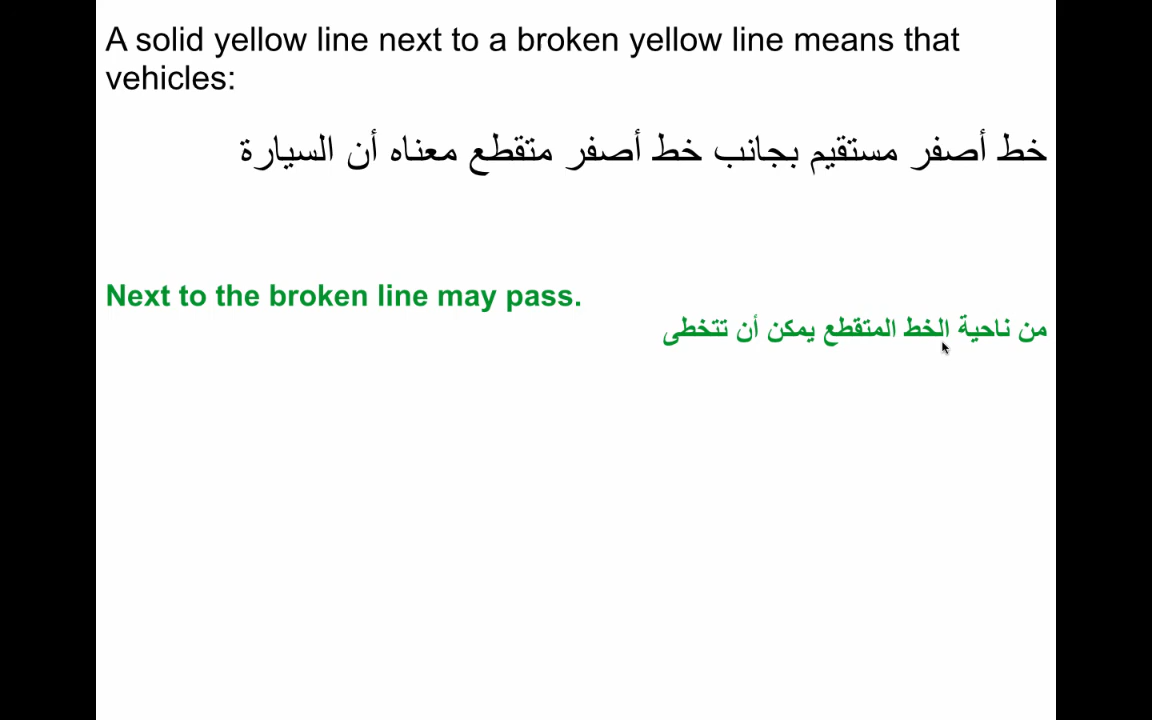 A solid yellow line next to a broken yellow line means that
vehicles:
خط أصفر مستقيم بجانب خط أصفر متقطع معناه أن السيارة
Next to the broken line may pass.
من ناحية الخط المتقطع يمكن أن تتخطى